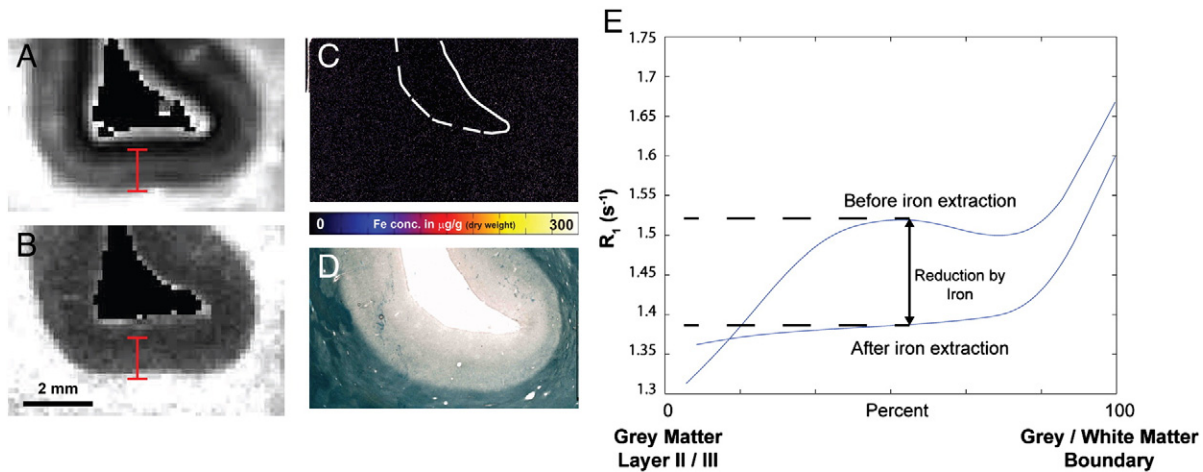 A
B
2 mm
C
0 Fe conc. in µg/g (dry weight) 300
D
E
R1 (s-1)
1.7
1.65
1.6
1.55
1.5
1.45
1.4
1.35
1.3
Before iron extraction
Reduction by
Iron
After iron extraction
0 Percent 100
Grey Matter
Layer II / III
Grey / White Matter
Boundary